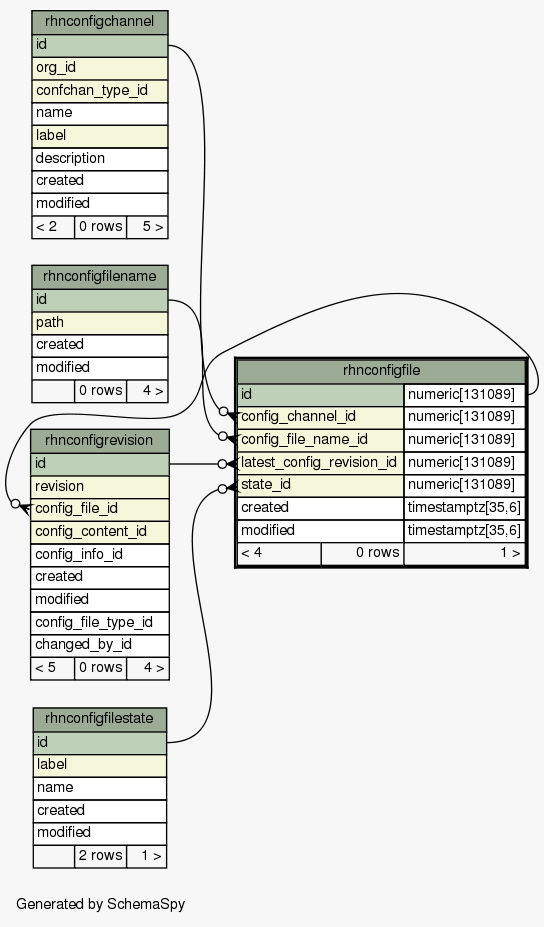 rhnconfigchannel
id
org_id
confchan_type_id
name
label
description
created
modified
< 2 0 rows 5 >
rhnconfigfilename
id
path
created
modified
0 rows 4 >
rhnconfigrevision
id
revision
config_file_id
config_content_id
config_info_id
created
modified
config_file_type_id
changed_by_id
< 5 0 rows 4 >
rhnconfigfilestate
id
label
name
created
modified
2 rows 1 >
rhnconfigfile
id numeric[131089]
config_channel_id numeric[131089]
config_file_name_id numeric[131089]
latest_config_revision_id numeric[131089]
state_id numeric[131089]
created timestamptz[35,6]
modified timestamptz[35,6]
< 4 0 rows 1 >
Generated by SchemaSpy